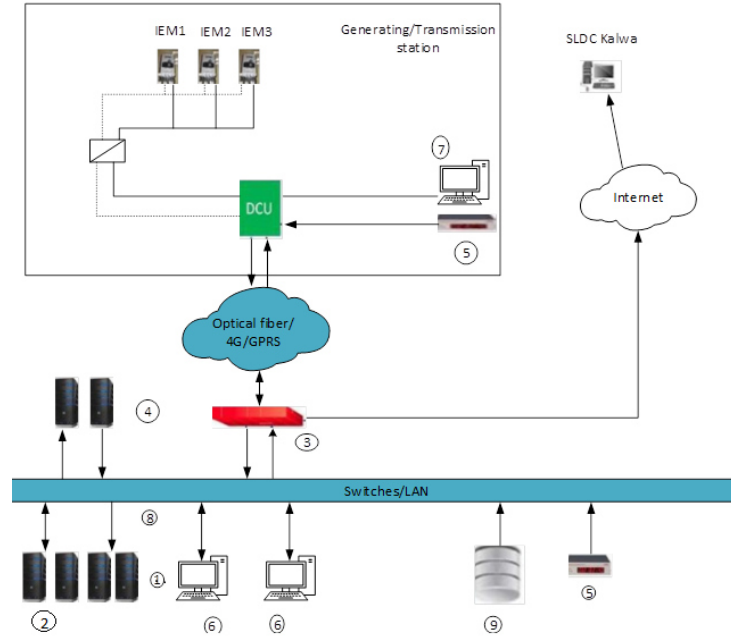 Generating/Transmission
station
IEM1 IEM2 IEM3
SLDC Kalwa
7
DCU
Internet
5
Optical fiber/
4G/GPRS
4
3
Switches/LAN
8
1
2
6
6
9
5